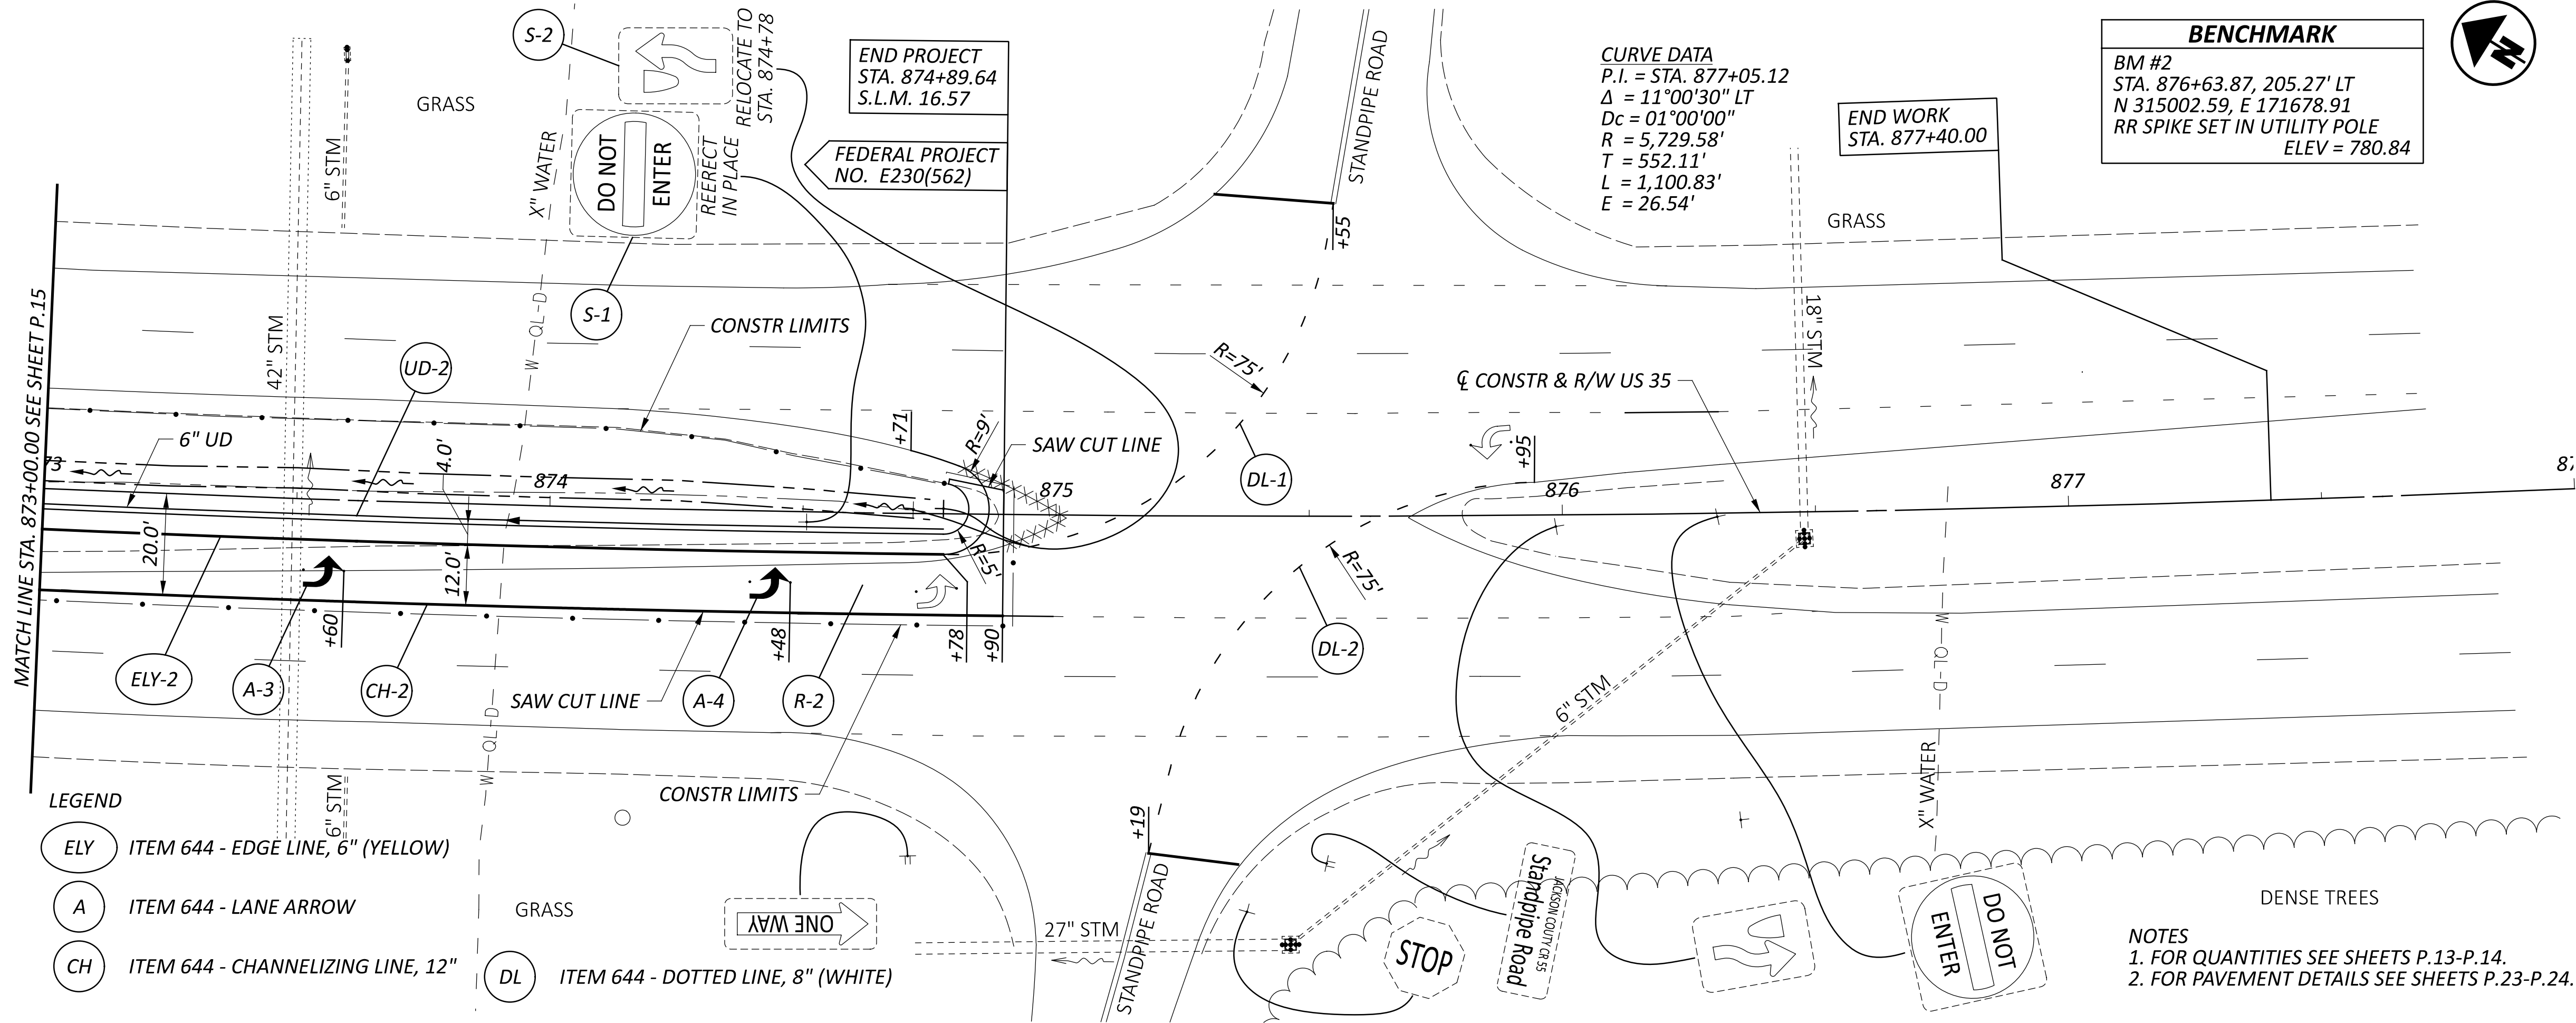 S-2
RELOCATE TO
STA. 874+78
END PROJECT
STA. 874+89.64
S.L.M. 16.57
FEDERAL PROJECT
NO. E230(562)
STANDPIPE ROAD
CURVE DATA
P.I. = STA. 877+05.12
Δ = 11°00'30" LT
Dc = 01°00'00"
R = 5,729.58'
T = 552.11'
L = 1,100.83'
E = 26.54'
END WORK
STA. 877+40.00
BENCHMARK
BM #2
STA. 876+63.87, 205.27' LT
N 315002.59, E 171678.91
RR SPIKE SET IN UTILITY POLE
ELEV = 780.84
N
GRASS
6" STM
X" WATER
DO NOT
ENTER
REERECT
IN PLACE
+55
GRASS
MATCH LINE STA. 873+00.00 SEE SHEET P.15
42" STM
W QL-D
S-1
CONSTR LIMITS
UD-2
R=75'
18" STM
℄ CONSTR & R/W US 35
6" UD
4.0'
+71
R=9'
SAW CUT LINE
DL-1
+95
73
874
875
876
877
87
20.0'
12.0'
R=5'
R=75'
+60
+48
+78
+90
DL-2
W QL-D
ELY-2
A-3
CH-2
SAW CUT LINE
A-4
R-2
W QL-D
6" STM
X" WATER
CONSTR LIMITS
+19
LEGEND
6" STM
ELY
ITEM 644 - EDGE LINE, 6" (YELLOW)
A
ITEM 644 - LANE ARROW
CH
ITEM 644 - CHANNELIZING LINE, 12"
DL
ITEM 644 - DOTTED LINE, 8" (WHITE)
GRASS
ONE WAY
27" STM
STANDPIPE ROAD
STOP
JACKSON COUTY CR 55
Standpipe Road
DO NOT
ENTER
DENSE TREES
NOTES
1. FOR QUANTITIES SEE SHEETS P.13-P.14.
2. FOR PAVEMENT DETAILS SEE SHEETS P.23-P.24.